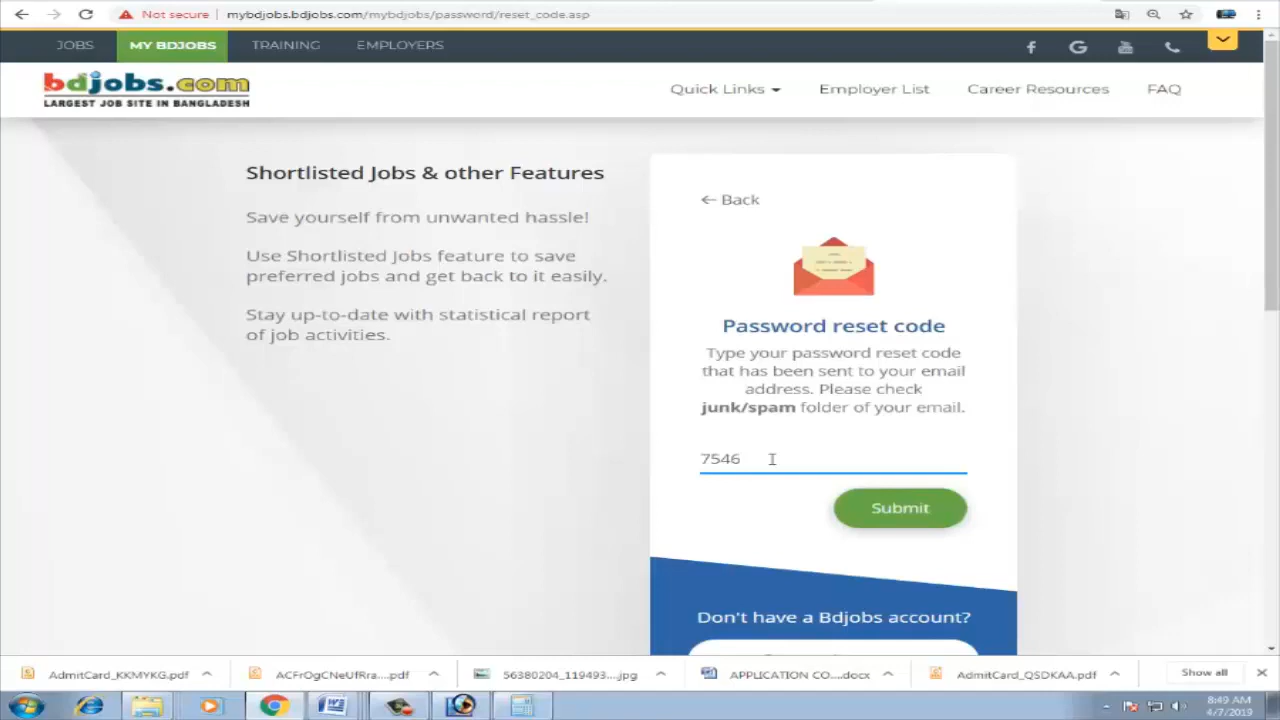 Not secure mybdjobs.bdjobs.com/mybdjobs/password/reset_code.asp
JOBS MY BDJOBS TRAINING EMPLOYERS
bdjobs.com
LARGEST JOB SITE IN BANGLADESH
Quick Links Employer List Career Resources FAQ
Shortlisted Jobs & other Features
Save yourself from unwanted hassle!
Use Shortlisted Jobs feature to save
preferred jobs and get back to it easily.
Stay up-to-date with statistical report
of job activities.
← Back
Password reset code
Type your password reset code
that has been sent to your email
address. Please check
junk/spam folder of your email.
7546
Submit
Don't have a Bdjobs account?
AdmitCard_KKMYKG.pdf ACFrOgCNeUfRra....pdf 56380204_119493....jpg APPLICATION CO....docx AdmitCard_QSDKAA.pdf Show all
8:49 AM
4/7/2019